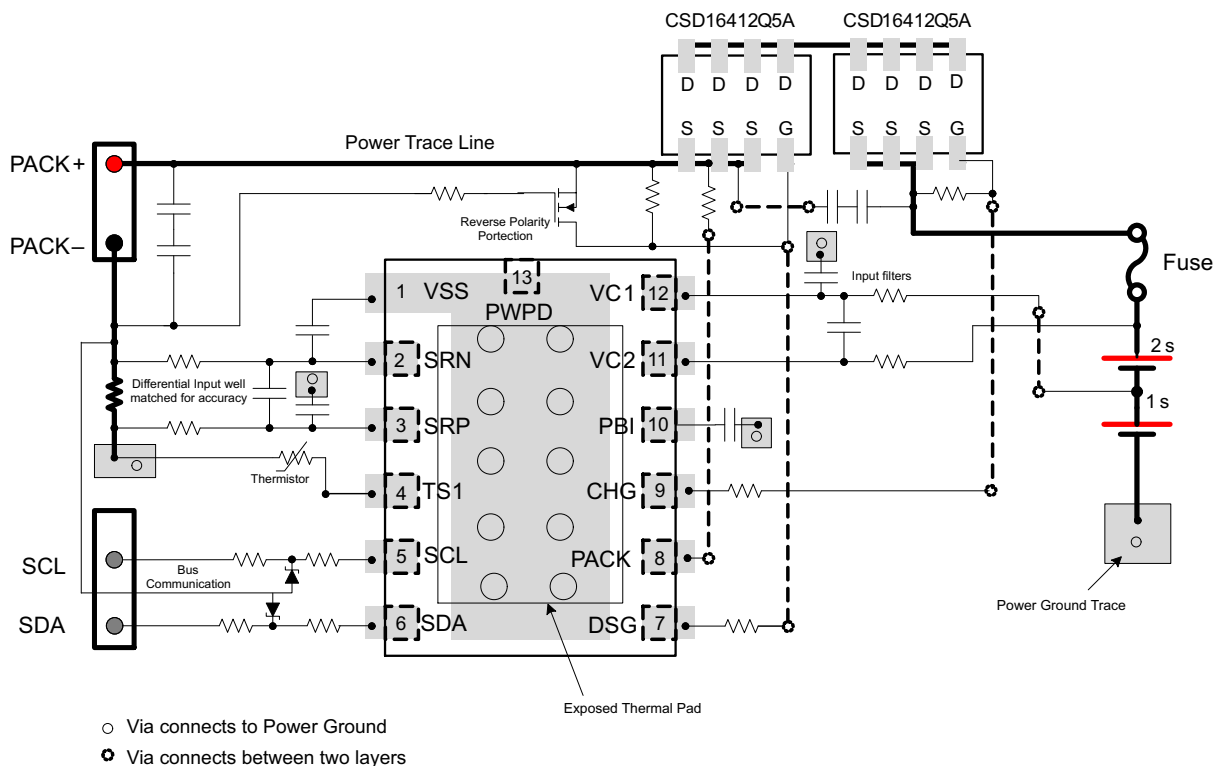 CSD16412Q5A
CSD16412Q5A
D D D D
D D D D
S S S G
S S S G
Power Trace Line
PACK+
PACK–
Reverse Polarity
Portection
Fuse
Input filters
13
PWPD
1 VSS
VC1 12
2 SRN
VC2 11
2 s
Differential Input well
matched for accuracy
1 s
3 SRP
PBI 10
Thermistor
4 TS1
CHG 9
SCL
Bus
Communication
5 SCL
PACK 8
SDA
6 SDA
DSG 7
Power Ground Trace
Exposed Thermal Pad
Via connects to Power Ground
Via connects between two layers